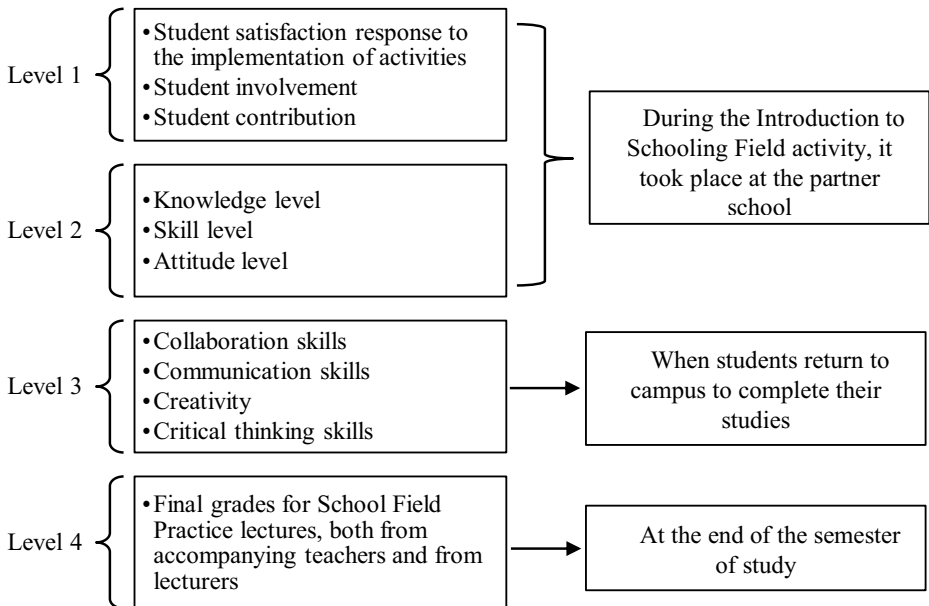 Level 1
•Student satisfaction response to
the implementation of activities
•Student involvement
•Student contribution
Level 2
•Knowledge level
•Skill level
•Attitude level
During the Introduction to
Schooling Field activity, it
took place at the partner
school
Level 3
•Collaboration skills
•Communication skills
•Creativity
•Critical thinking skills
When students return to
campus to complete their
studies
Level 4
•Final grades for School Field
Practice lectures, both from
accompanying teachers and from
lecturers
At the end of the semester
of study